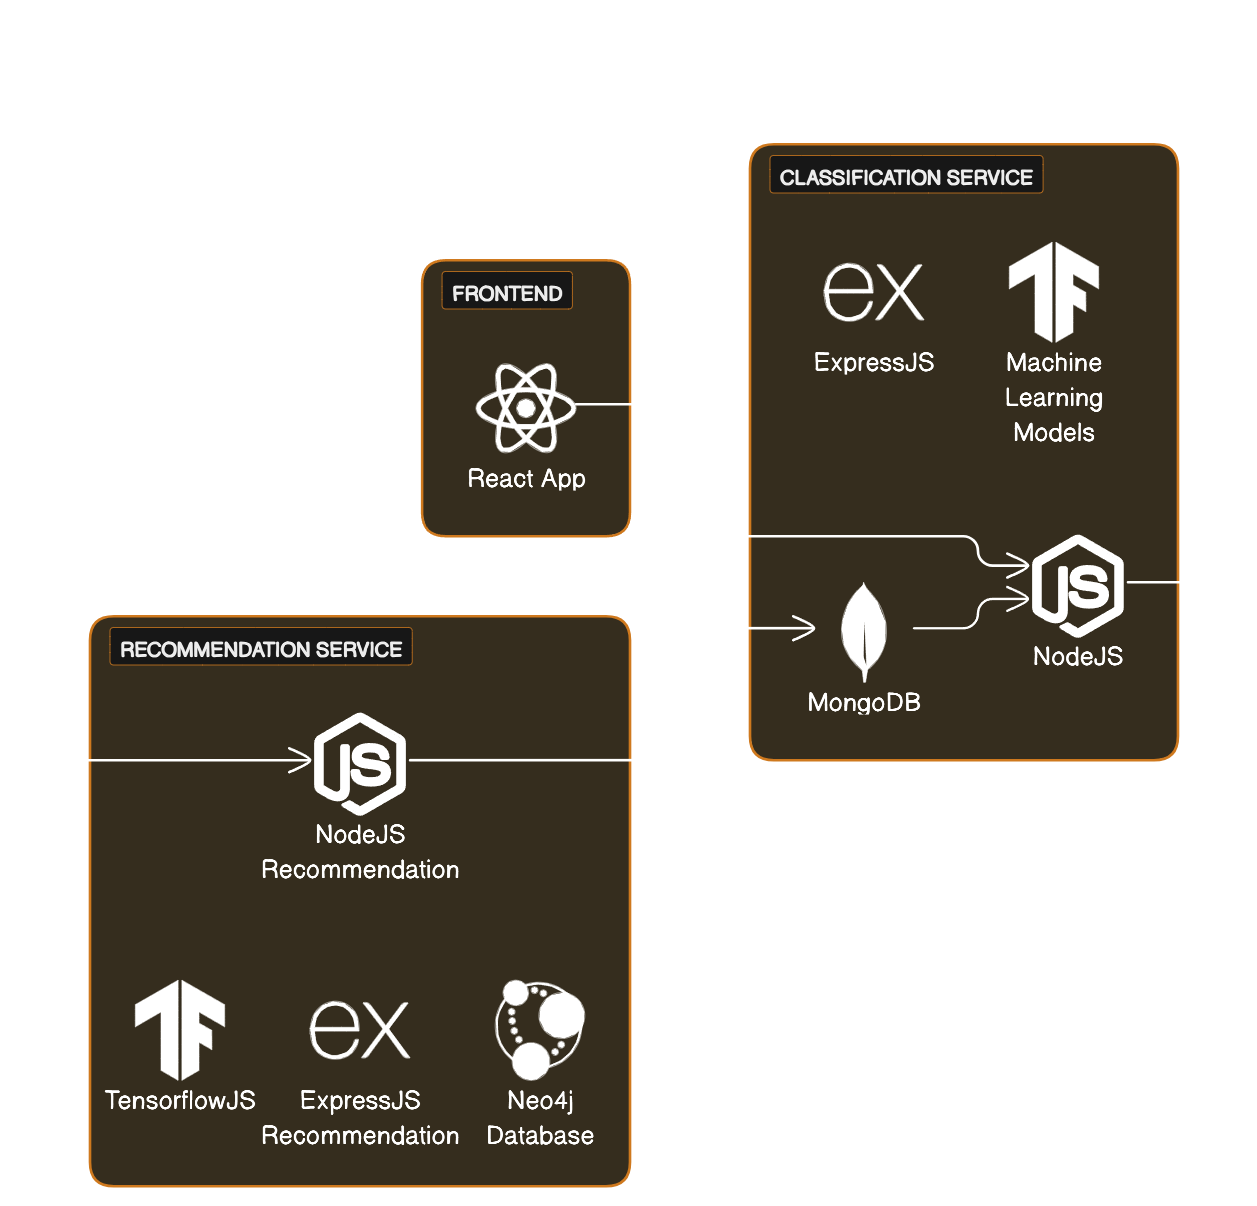 CLASSIFICATION SERVICE
ex
ExpressJS
Machine
Learning
Models
FRONTEND
React App
JS
NodeJS
MongoDB
RECOMMENDATION SERVICE
JS
NodeJS
Recommendation
TensorflowJS
ex
ExpressJS
Recommendation
Neo4j
Database